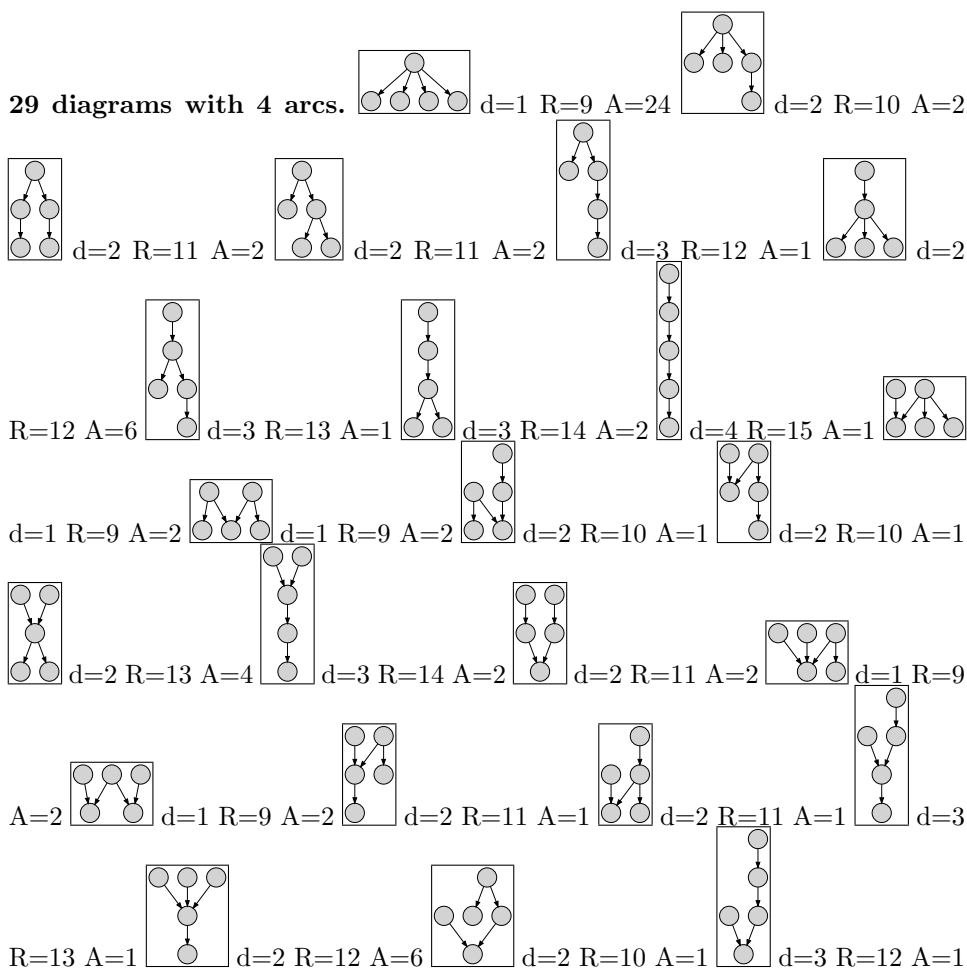 29 diagrams with 4 arcs. d=1 R=9 A=24 d=2 R=10 A=2
d=2 R=11 A=2 d=2 R=11 A=2 d=3 R=12 A=1 d=2
R=12 A=6 d=3 R=13 A=1 d=3 R=14 A=2 d=4 R=15 A=1
d=1 R=9 A=2 d=1 R=9 A=2 d=2 R=10 A=1 d=2 R=10 A=1
d=2 R=13 A=4 d=3 R=14 A=2 d=2 R=11 A=2 d=1 R=9
A=2 d=1 R=9 A=2 d=2 R=11 A=1 d=2 R=11 A=1 d=3
R=13 A=1 d=2 R=12 A=6 d=2 R=10 A=1 d=3 R=12 A=1